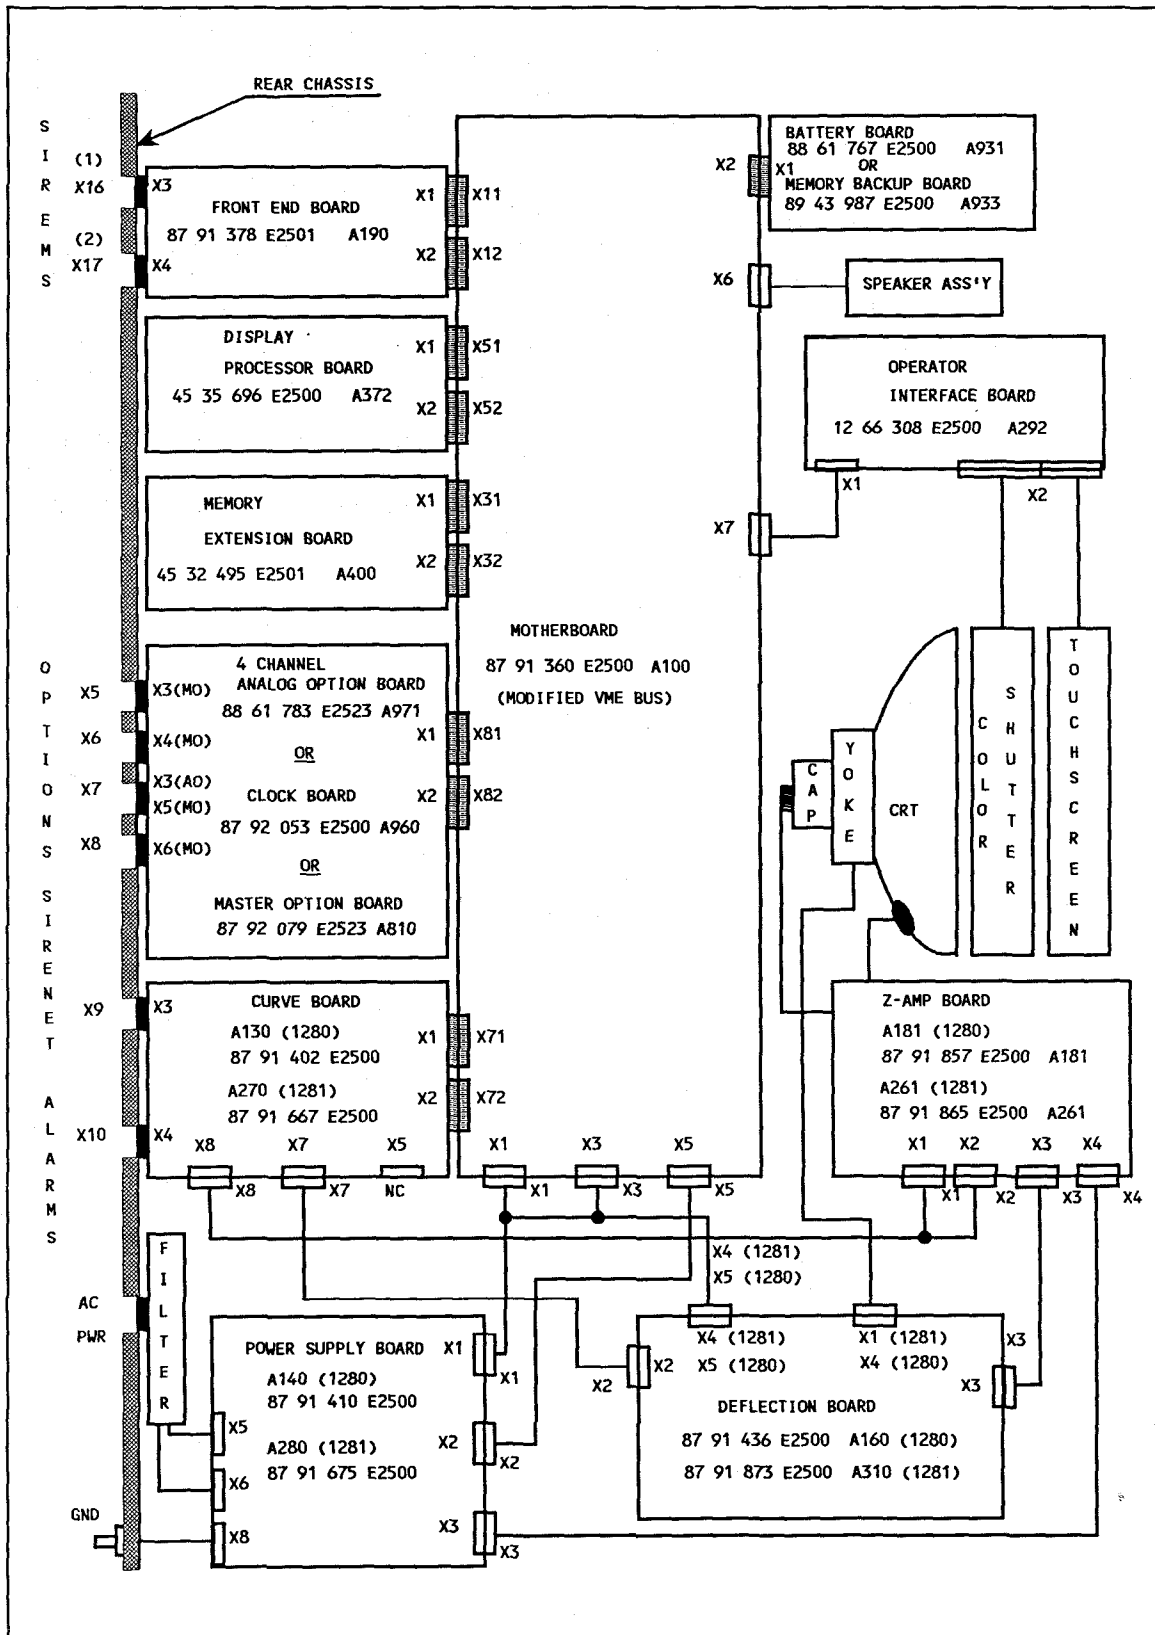 REAR CHASSIS
SIREMS
(1)
X16
(2)
X17
X3
X4
FRONT END BOARD
87 91 378 E2501 A190
X1
X2
X11
X12
DISPLAY
PROCESSOR BOARD
45 35 696 E2500 A372
X1
X2
X51
X52
MEMORY
EXTENSION BOARD
45 32 495 E2501 A400
X1
X2
X31
X32
MOTHERBOARD
87 91 360 E2500 A100
(MODIFIED VME BUS)
X2
X1
BATTERY BOARD
88 61 767 E2500 A931
OR
MEMORY BACKUP BOARD
89 43 987 E2500 A933
X6
SPEAKER ASS'Y
OPERATOR
INTERFACE BOARD
12 66 308 E2500 A292
X1
X2
X7
OPTIONS SIRENET ALARMS
X5
X6
X7
X8
X3(MO)
X4(MO)
X3(AO)
X5(MO)
X6(MO)
4 CHANNEL
ANALOG OPTION BOARD
88 61 783 E2523 A971
OR
CLOCK BOARD
87 92 053 E2500 A960
OR
MASTER OPTION BOARD
87 92 079 E2523 A810
X1
X2
X81
X82
CAP
YOKE
CRT
COLOR
SHUTTER
TOUCHSCREEN
X9
X10
X3
X4
CURVE BOARD
A130 (1280)
87 91 402 E2500
A270 (1281)
87 91 667 E2500
X1
X2
X71
X72
X8
X7
X5
X8
X7
NC
X1
X3
X5
X1
X3
X5
Z-AMP BOARD
A181 (1280)
87 91 857 E2500 A181
A261 (1281)
87 91 865 E2500 A261
X1
X2
X3
X4
X1
X2
X3
X4
FILTER
AC
PWR
GND
POWER SUPPLY BOARD
A140 (1280)
87 91 410 E2500
A280 (1281)
87 91 675 E2500
X5
X6
X8
X1
X1
X2
X2
X3
X3
X4 (1281)
X5 (1280)
X4 (1281)
X5 (1280)
X1 (1281)
X4 (1280)
X2
X2
X3
X3
DEFLECTION BOARD
87 91 436 E2500 A160 (1280)
87 91 873 E2500 A310 (1281)